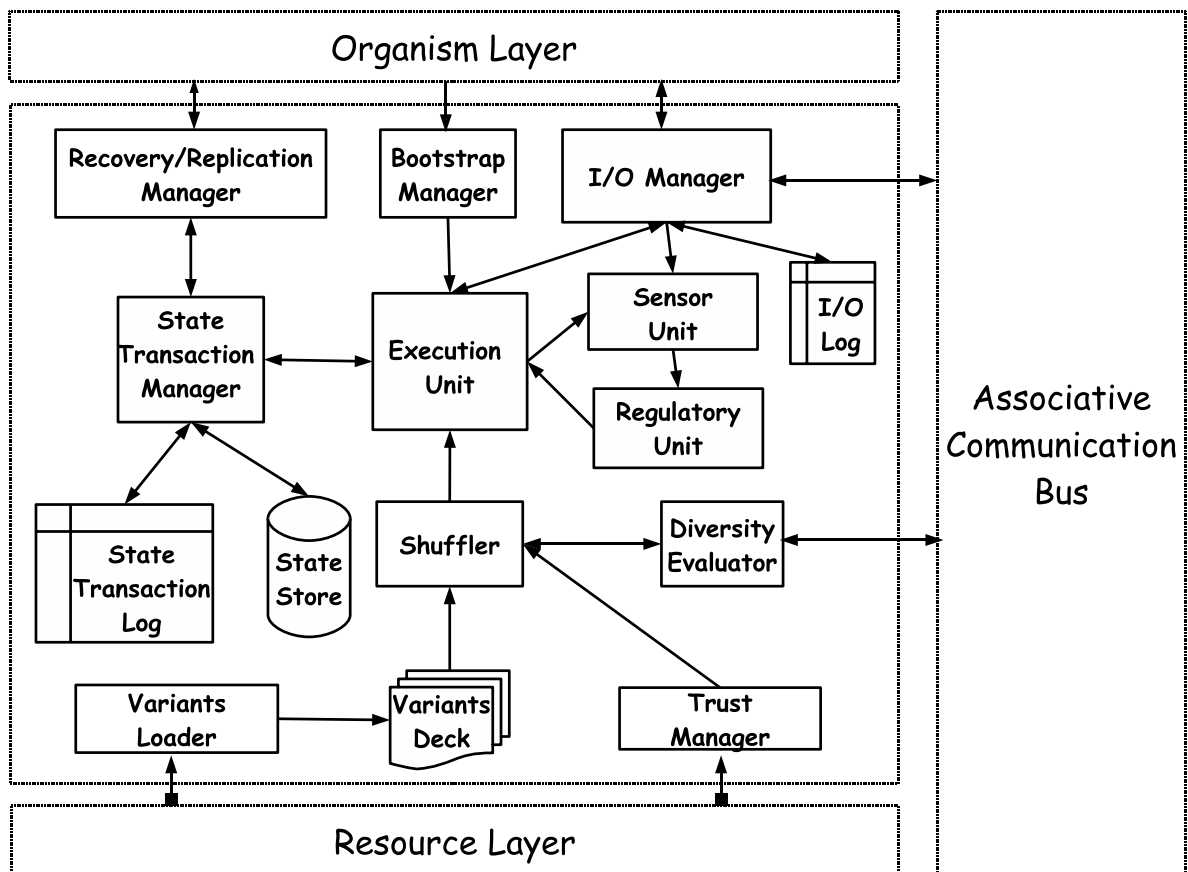 Organism Layer
Recovery/Replication
Manager
Bootstrap
Manager
I/O Manager
State
Transaction
Manager
Execution
Unit
Sensor
Unit
I/O
Log
Regulatory
Unit
Associative
Communication
Bus
State
Transaction
Log
State
Store
Shuffler
Diversity
Evaluator
Variants
Loader
Variants
Deck
Trust
Manager
Resource Layer